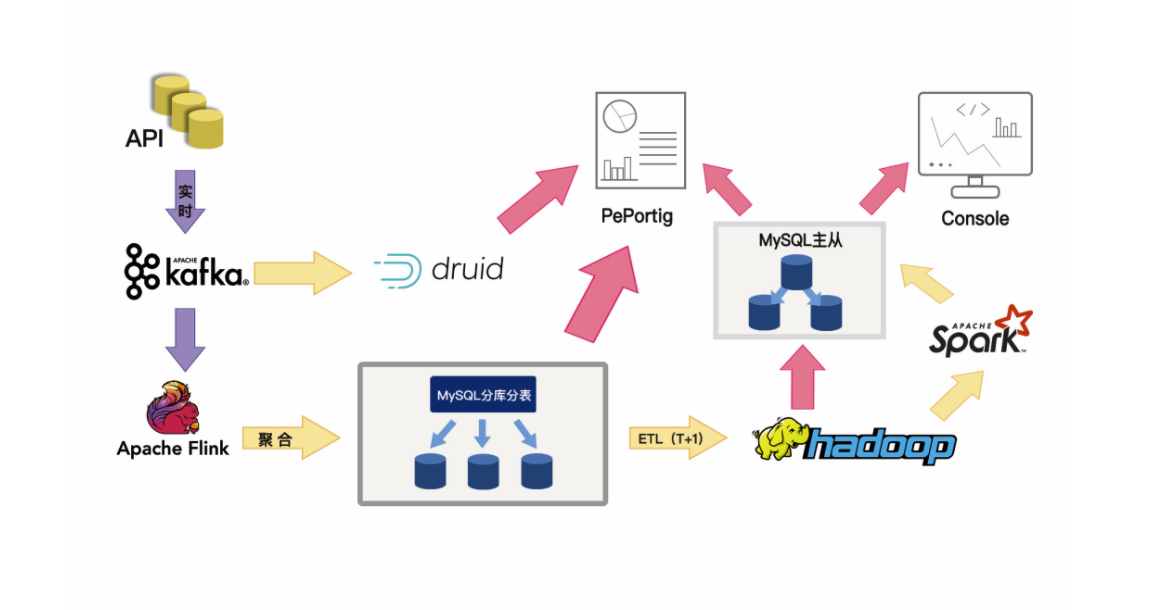 API
实
时
APACHE
kafka®
druid
PePortig
Console
</>
MySQL主从
APACHE
Spark™
Apache Flink
聚合
MySQL分库分表
ETL（T+1）
hadoop